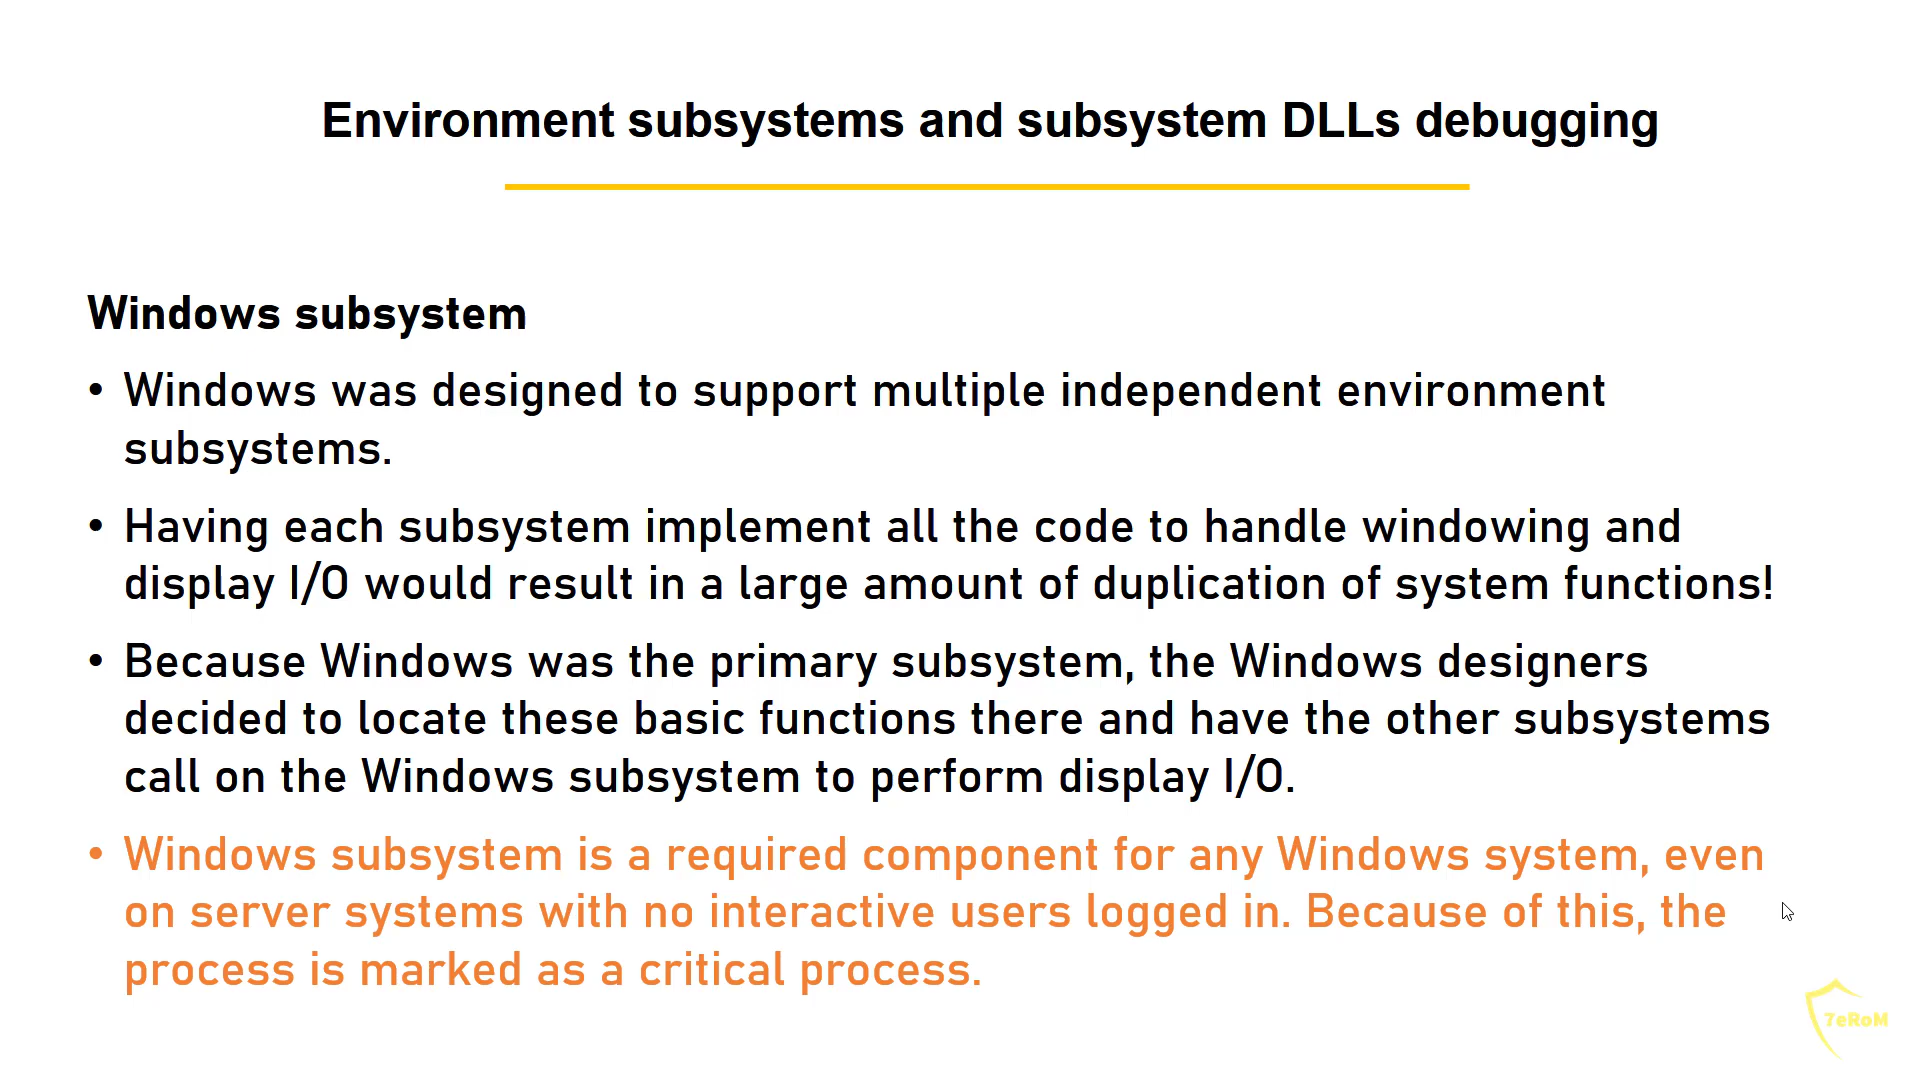 Environment subsystems and subsystem DLLs debugging
Windows subsystem
• Windows was designed to support multiple independent environment
subsystems.
• Having each subsystem implement all the code to handle windowing and
display I/O would result in a large amount of duplication of system functions!
• Because Windows was the primary subsystem, the Windows designers
decided to locate these basic functions there and have the other subsystems
call on the Windows subsystem to perform display I/O.
• Windows subsystem is a required component for any Windows system, even
on server systems with no interactive users logged in. Because of this, the
process is marked as a critical process.
7eRoM